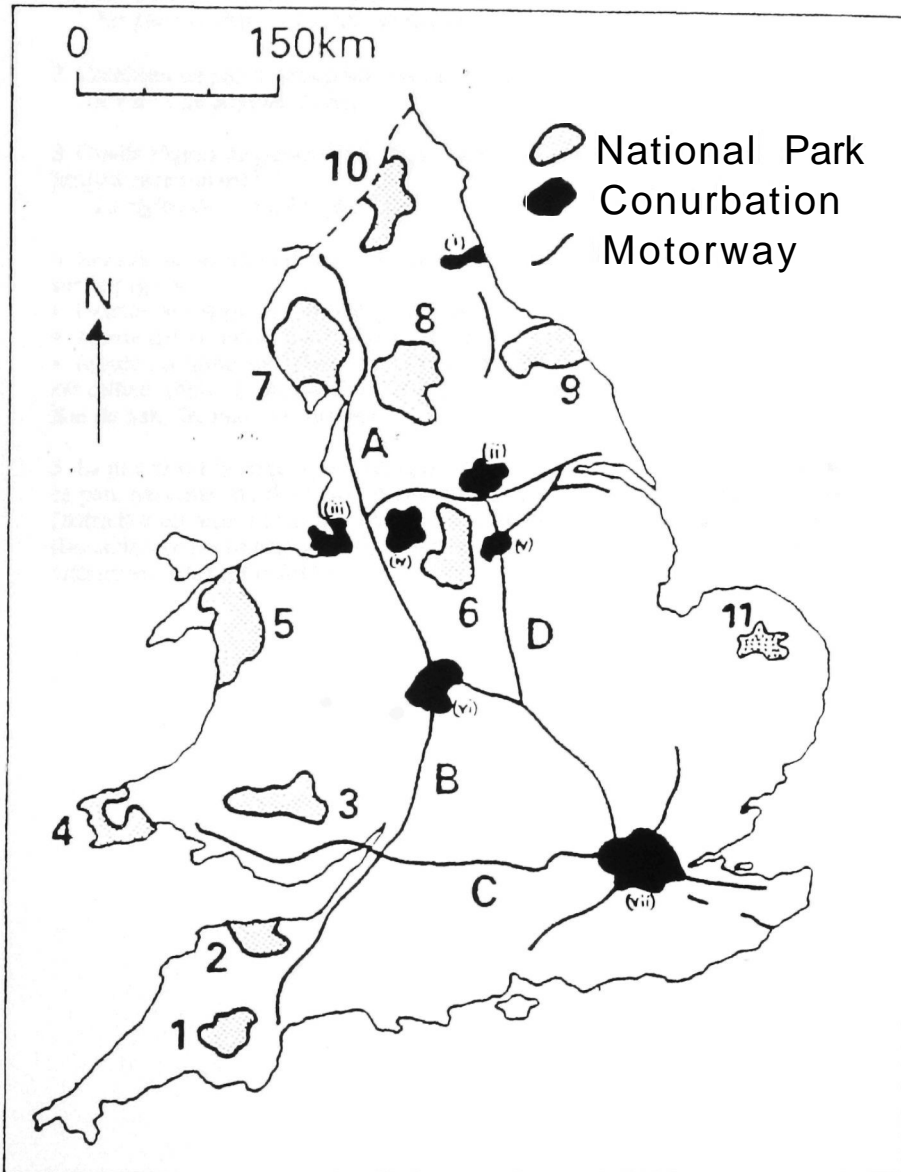 0 150km
National Park
Conurbation
Motorway
10
(i)
N
8
7
9
A
(ii)
(iii)
(iv)
(v)
6
5
11
D
(vi)
B
3
4
C
(vii)
2
1